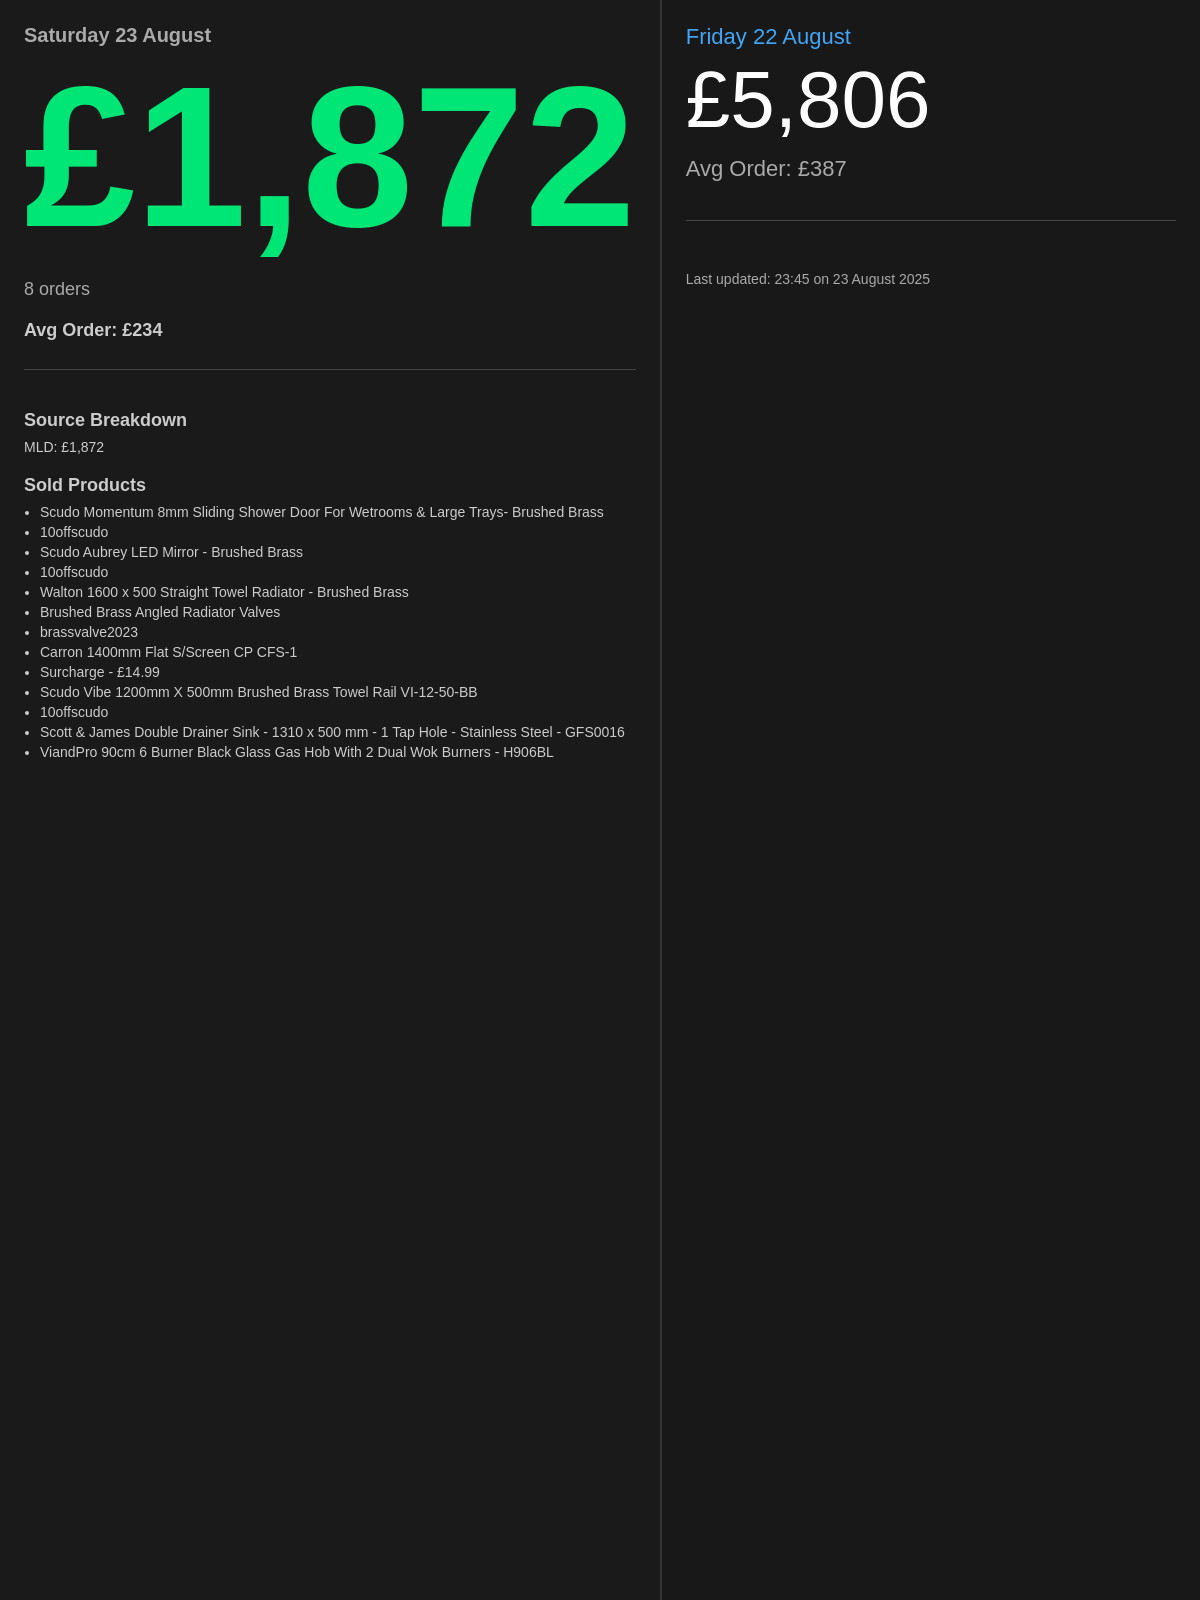 Saturday 23 August
£1,872
8 orders
Avg Order: £234
Source Breakdown
MLD: £1,872
Sold Products
• Scudo Momentum 8mm Sliding Shower Door For Wetrooms & Large Trays- Brushed Brass
• 10offscudo
• Scudo Aubrey LED Mirror - Brushed Brass
• 10offscudo
• Walton 1600 x 500 Straight Towel Radiator - Brushed Brass
• Brushed Brass Angled Radiator Valves
• brassvalve2023
• Carron 1400mm Flat S/Screen CP CFS-1
• Surcharge - £14.99
• Scudo Vibe 1200mm X 500mm Brushed Brass Towel Rail VI-12-50-BB
• 10offscudo
• Scott & James Double Drainer Sink - 1310 x 500 mm - 1 Tap Hole - Stainless Steel - GFS0016
• ViandPro 90cm 6 Burner Black Glass Gas Hob With 2 Dual Wok Burners - H906BL
Friday 22 August
£5,806
Avg Order: £387
Last updated: 23:45 on 23 August 2025